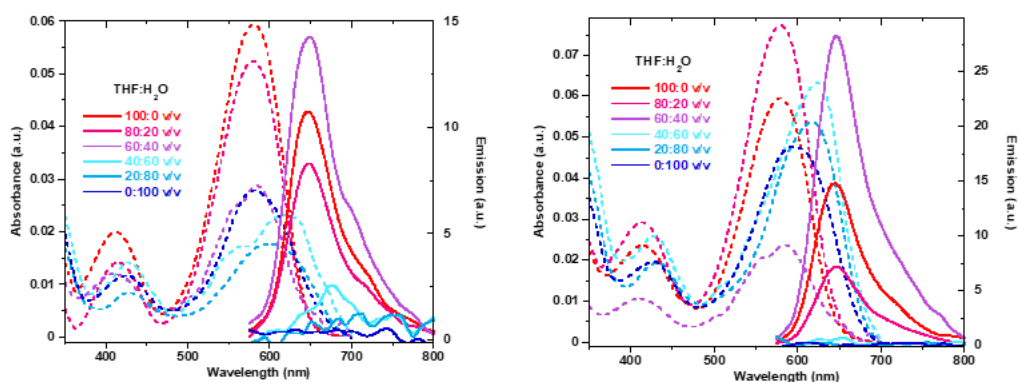 0.06
0.05
0.04
0.03
0.02
0.01
0
Absorbance (a.u.)
THF:H₂O
100:0 v/v
80:20 v/v
60:40 v/v
40:60 v/v
20:80 v/v
0:100 v/v
15
10
5
0
Emission (a.u.)
400 500 600 700 800
Wavelength (nm)
0.07
0.06
0.05
0.04
0.03
0.02
0.01
0
Absorbance (a.u.)
THF:H₂O
100:0 v/v
80:20 v/v
60:40 v/v
40:60 v/v
20:80 v/v
0:100 v/v
25
20
15
10
5
0
Emission (a.u.)
400 500 600 700 800
Wavelength (nm)